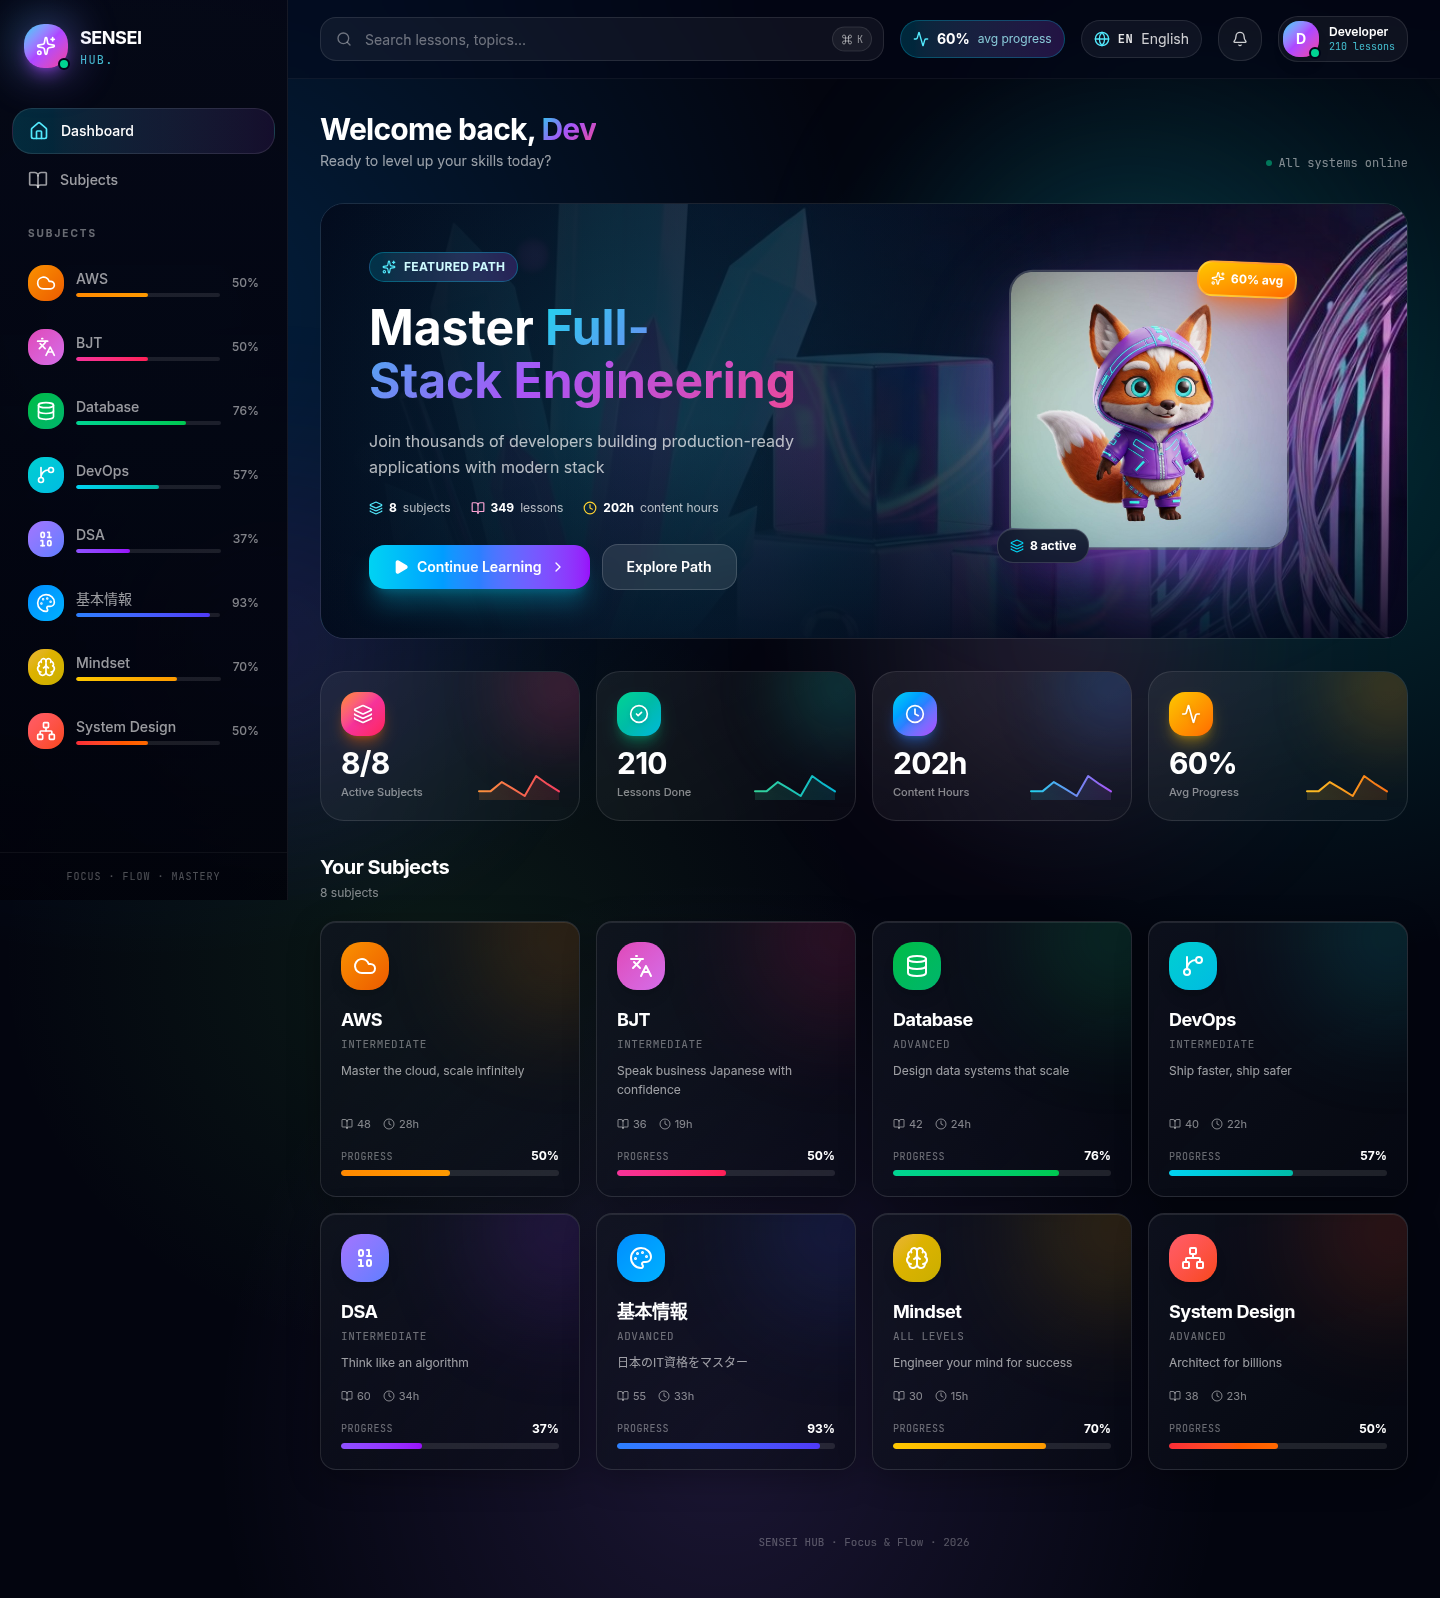 SENSEI
HUB.
Dashboard
Subjects
SUBJECTS
AWS
50%
BJT
50%
Database
76%
DevOps
57%
DSA
37%
基本情報
93%
Mindset
70%
System Design
50%
FOCUS · FLOW · MASTERY
Search lessons, topics...
⌘ K
60% avg progress
EN English
D
Developer
210 lessons
Welcome back, Dev
Ready to level up your skills today?
All systems online
FEATURED PATH
Master Full-
Stack Engineering
Join thousands of developers building production-ready
applications with modern stack
8 subjects
349 lessons
202h content hours
Continue Learning
Explore Path
60% avg
8 active
8/8
Active Subjects
210
Lessons Done
202h
Content Hours
60%
Avg Progress
Your Subjects
8 subjects
AWS
INTERMEDIATE
Master the cloud, scale infinitely
48 28h
PROGRESS 50%
BJT
INTERMEDIATE
Speak business Japanese with
confidence
36 19h
PROGRESS 50%
Database
ADVANCED
Design data systems that scale
42 24h
PROGRESS 76%
DevOps
INTERMEDIATE
Ship faster, ship safer
40 22h
PROGRESS 57%
01
10
DSA
INTERMEDIATE
Think like an algorithm
60 34h
PROGRESS 37%
基本情報
ADVANCED
日本のIT資格をマスター
55 33h
PROGRESS 93%
Mindset
ALL LEVELS
Engineer your mind for success
30 15h
PROGRESS 70%
System Design
ADVANCED
Architect for billions
38 23h
PROGRESS 50%
SENSEI HUB · Focus & Flow · 2026